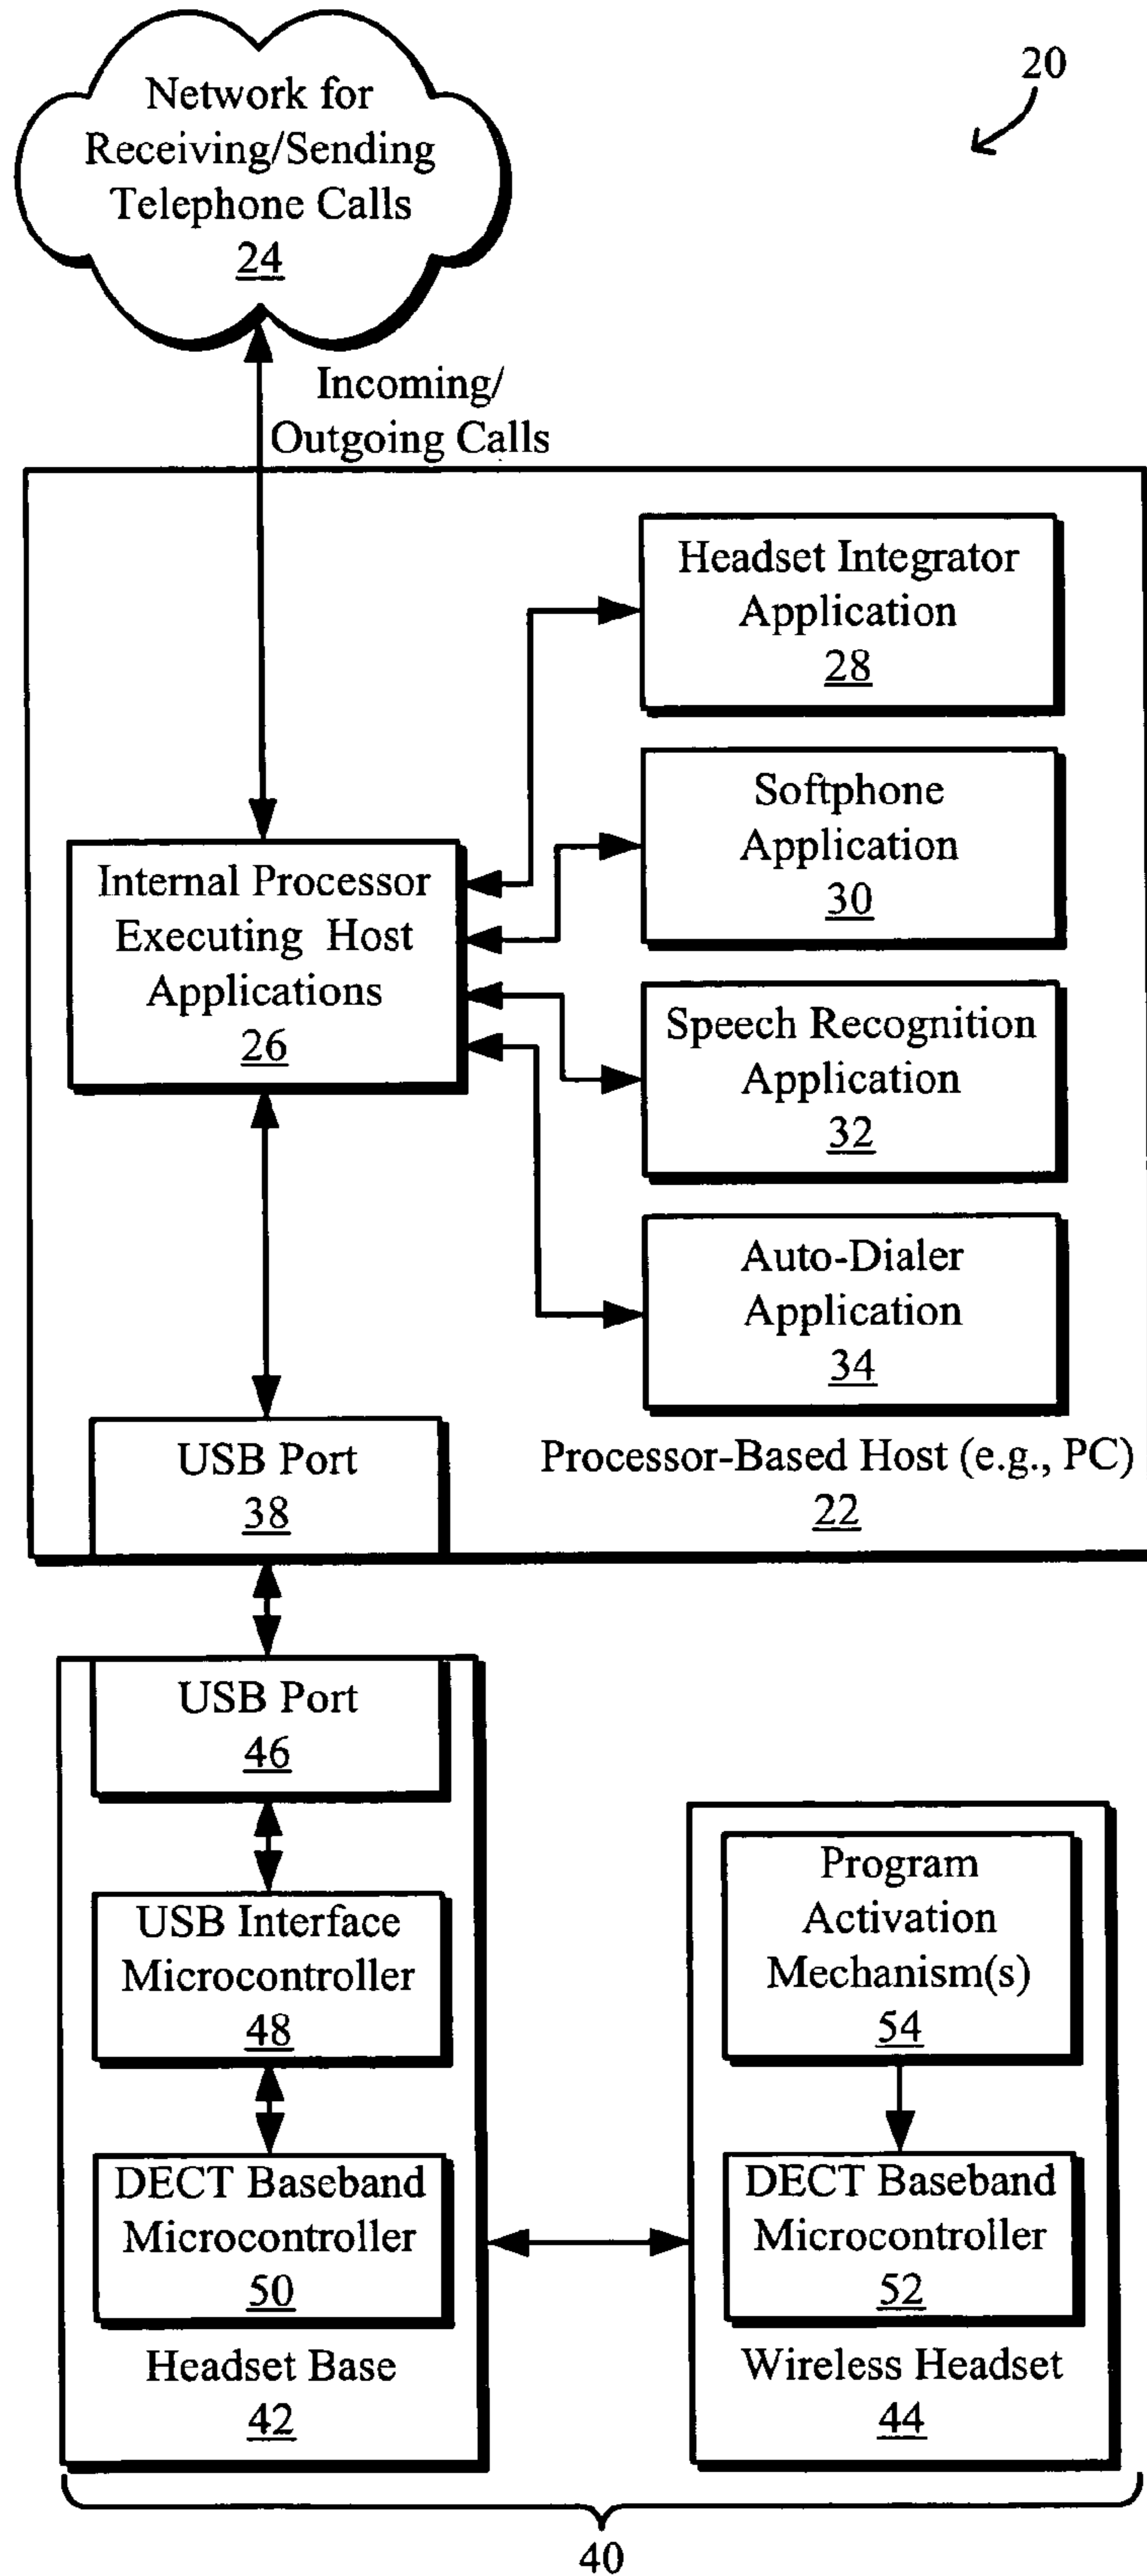 20
Network for
Receiving/Sending
Telephone Calls
24
Incoming/
Outgoing Calls
Headset Integrator
Application
28
Softphone
Application
30
Internal Processor
Executing Host
Applications
26
Speech Recognition
Application
32
Auto-Dialer
Application
34
USB Port
38
Processor-Based Host (e.g., PC)
22
USB Port
46
USB Interface
Microcontroller
48
DECT Baseband
Microcontroller
50
Headset Base
42
Program
Activation
Mechanism(s)
54
DECT Baseband
Microcontroller
52
Wireless Headset
44
40